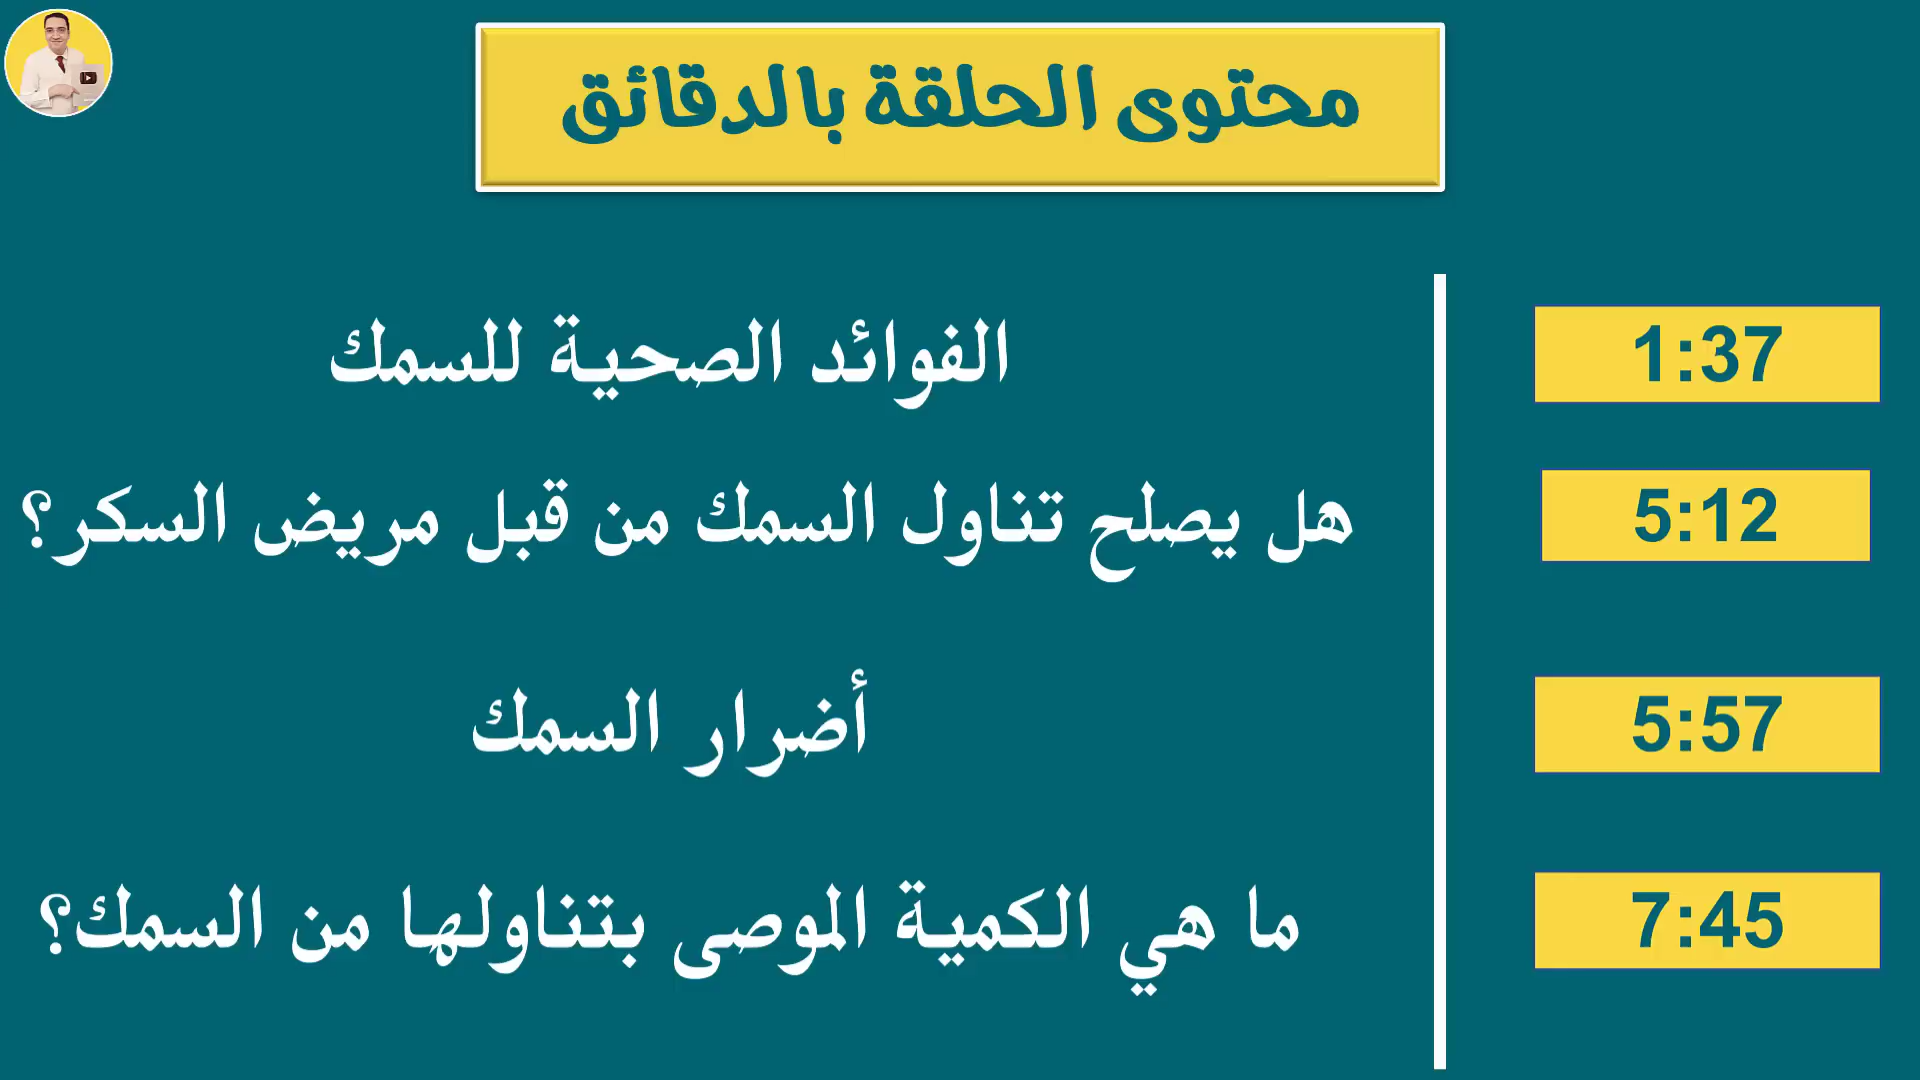 محتوى الحلقة بالدقائق
1:37
الفوائد الصحية للسمك
5:12
هل يصلح تناول السمك من قبل مريض السكر؟
5:57
أضرار السمك
7:45
ما هي الكمية الموصى بتناولها من السمك؟